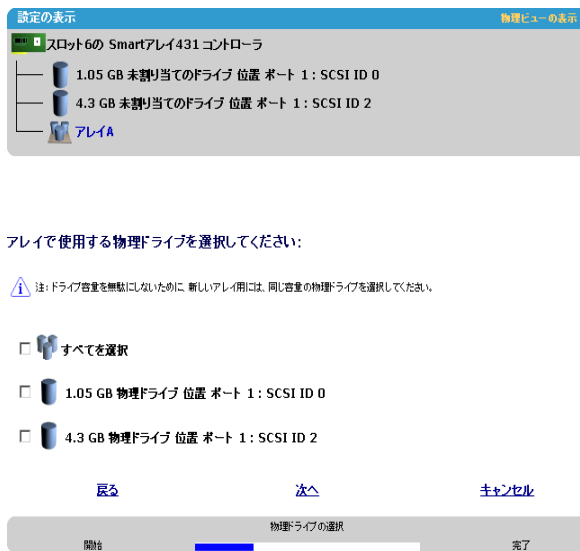 設定の表示 物理ビューの表示
スロット6の Smartアレイ431 コントローラ
1.05 GB 未割り当てのドライブ 位置 ポート 1 : SCSI ID 0
4.3 GB 未割り当てのドライブ 位置 ポート 1 : SCSI ID 2
アレイA
アレイで使用する物理ドライブを選択してください:
注: ドライブ容量を無駄にしないために、新しいアレイ用には、同じ容量の物理ドライブを選択してください。
すべてを選択
1.05 GB 物理ドライブ 位置 ポート 1 : SCSI ID 0
4.3 GB 物理ドライブ 位置 ポート 1 : SCSI ID 2
戻る 次へ キャンセル
物理ドライブの選択
開始 完了